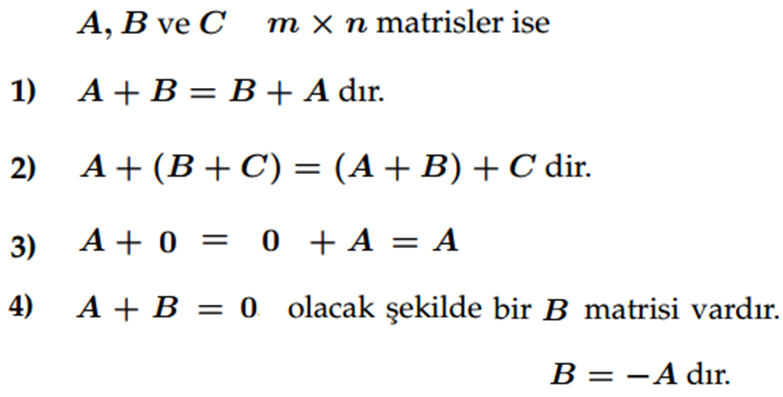 A, B ve C m × n matrisler ise
1) A + B = B + A dır.
2) A + (B + C) = (A + B) + C dir.
3) A + 0 = 0 + A = A
4) A + B = 0 olacak şekilde bir B matrisi vardır.
B = −A dır.